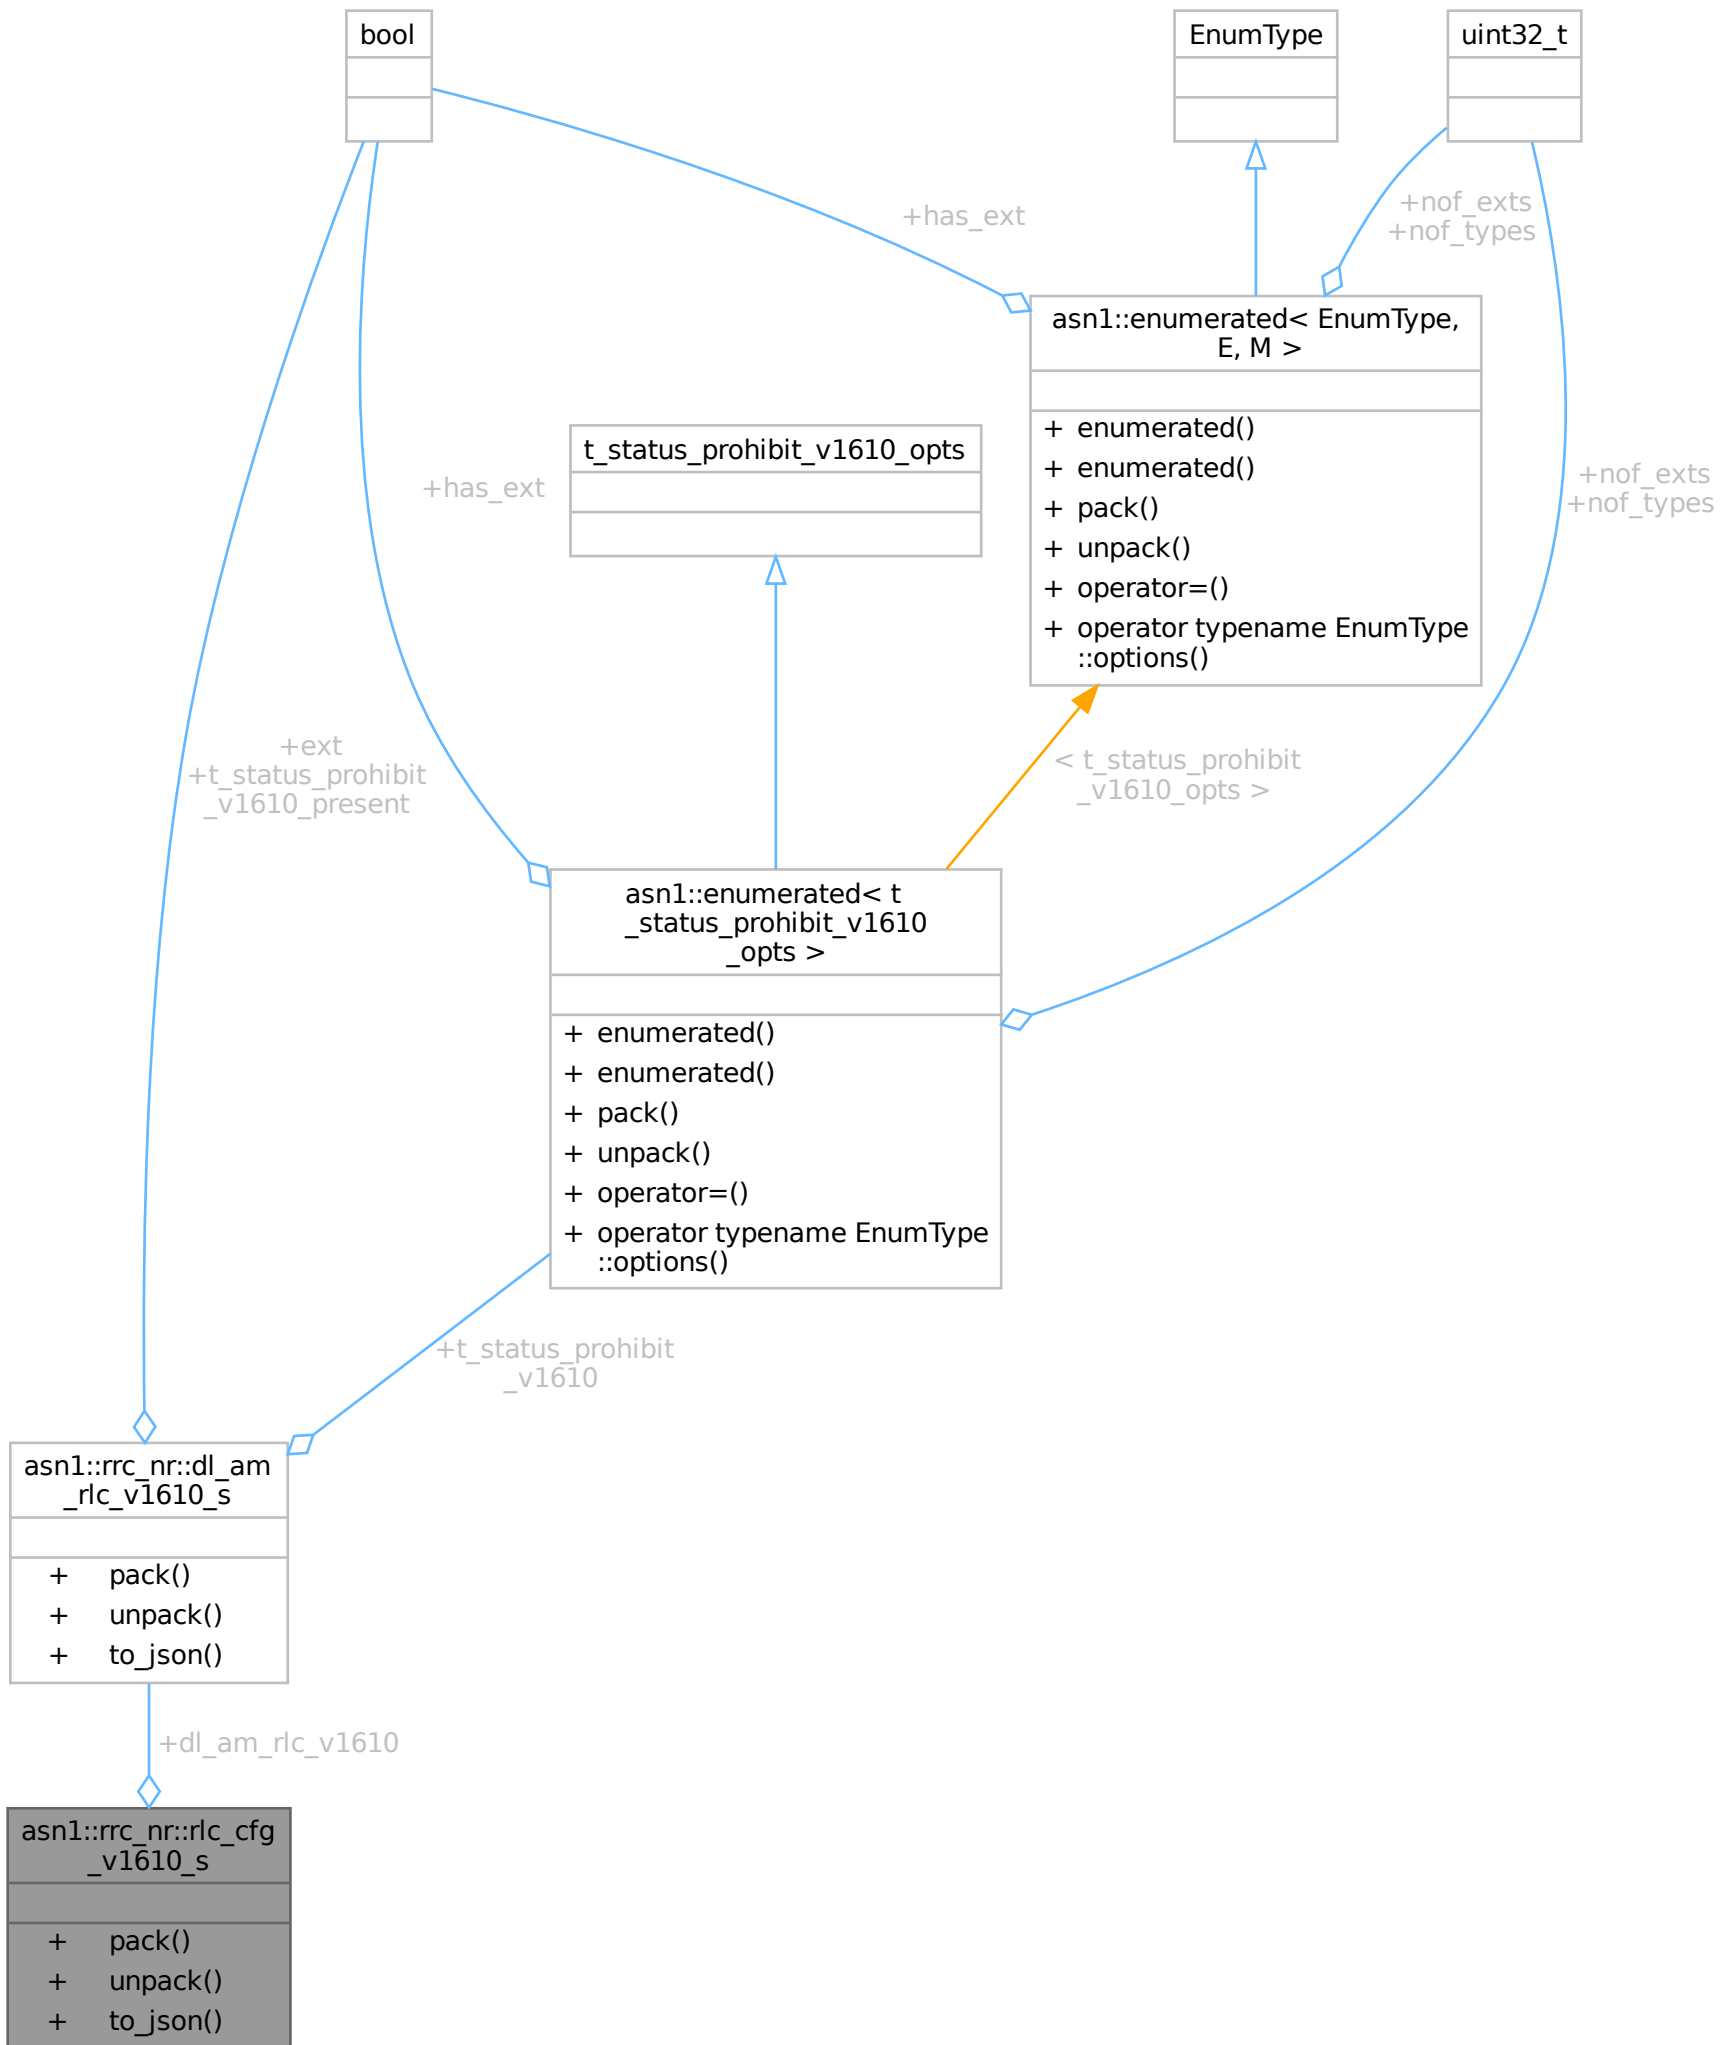 bool
EnumType
uint32_t
+has_ext
+nof_exts
+nof_types
asn1::enumerated< EnumType,
E, M >
+ enumerated()
+ enumerated()
+ pack()
+ unpack()
+ operator=()
+ operator typename EnumType
::options()
t_status_prohibit_v1610_opts
+has_ext
+nof_exts
+nof_types
+ext
+t_status_prohibit
_v1610_present
< t_status_prohibit
_v1610_opts >
asn1::enumerated< t
_status_prohibit_v1610
_opts >
+ enumerated()
+ enumerated()
+ pack()
+ unpack()
+ operator=()
+ operator typename EnumType
::options()
+t_status_prohibit
_v1610
asn1::rrc_nr::dl_am
_rlc_v1610_s
+ pack()
+ unpack()
+ to_json()
+dl_am_rlc_v1610
asn1::rrc_nr::rlc_cfg
_v1610_s
+ pack()
+ unpack()
+ to_json()